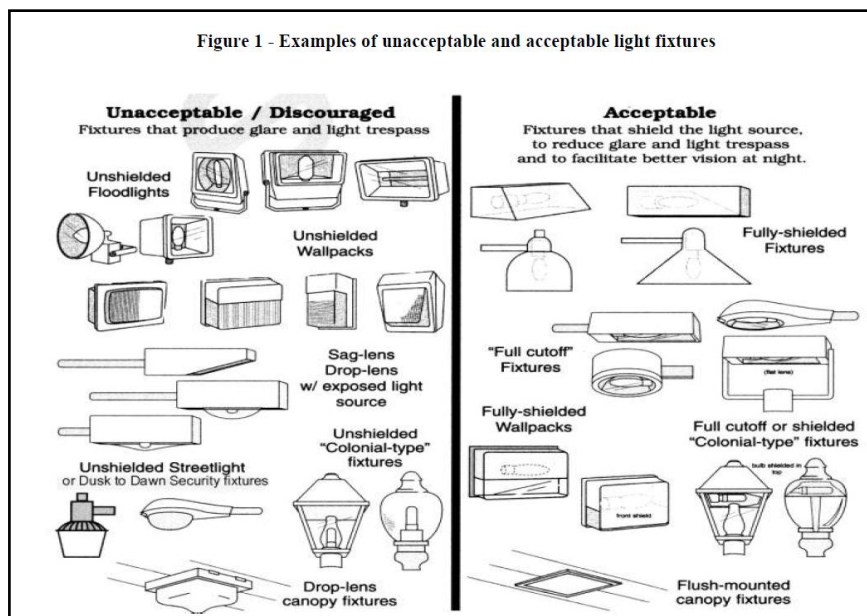 Figure 1 - Examples of unacceptable and acceptable light fixtures
Unacceptable / Discouraged
Fixtures that produce glare and light trespass
Unshielded
Floodlights
Unshielded
Wallpacks
Sag-lens
Drop-lens
w/ exposed light
source
Unshielded Streetlight
or Dusk to Dawn Security fixtures
Unshielded
"Colonial-type"
fixtures
Drop-lens
canopy fixtures
Acceptable
Fixtures that shield the light source,
to reduce glare and light trespass
and to facilitate better vision at night.
Fully-shielded
Fixtures
"Full cutoff"
Fixtures
(flat lens)
Fully-shielded
Wallpacks
front shield
Full cutoff or shielded
"Colonial-type" fixtures
bulb shielded in
top
Flush-mounted
canopy fixtures